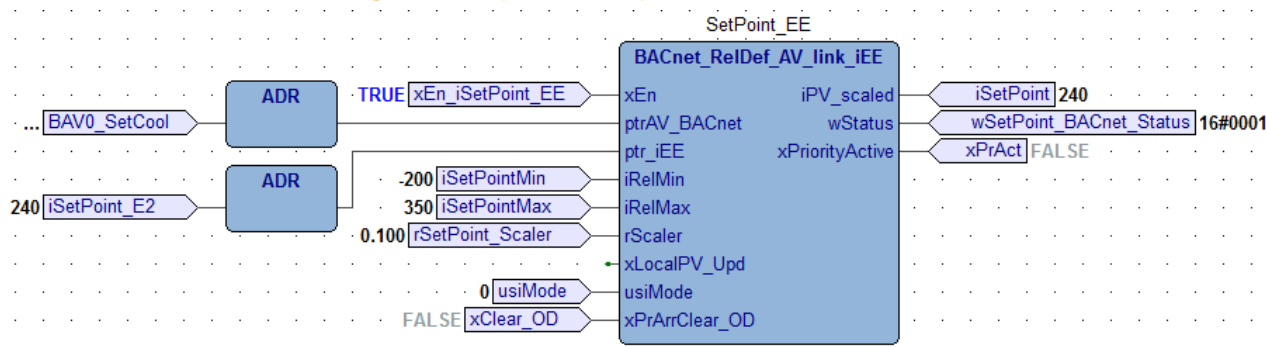 SetPoint_EE
BACnet_RelDef_AV_link_iEE
ADR TRUE xEn_iSetPoint_EE xEn iPV_scaled iSetPoint 240
... BAV0_SetCool ptrAV_BACnet wStatus wSetPoint_BACnet_Status 16#0001
ptr_iEE xPriorityActive xPrAct FALSE
ADR -200 iSetPointMin iRelMin
240 iSetPoint_E2 350 iSetPointMax iRelMax
0.100 rSetPoint_Scaler rScaler
xLocalPV_Upd
0 usiMode usiMode
FALSE xClear_OD xPrArrClear_OD